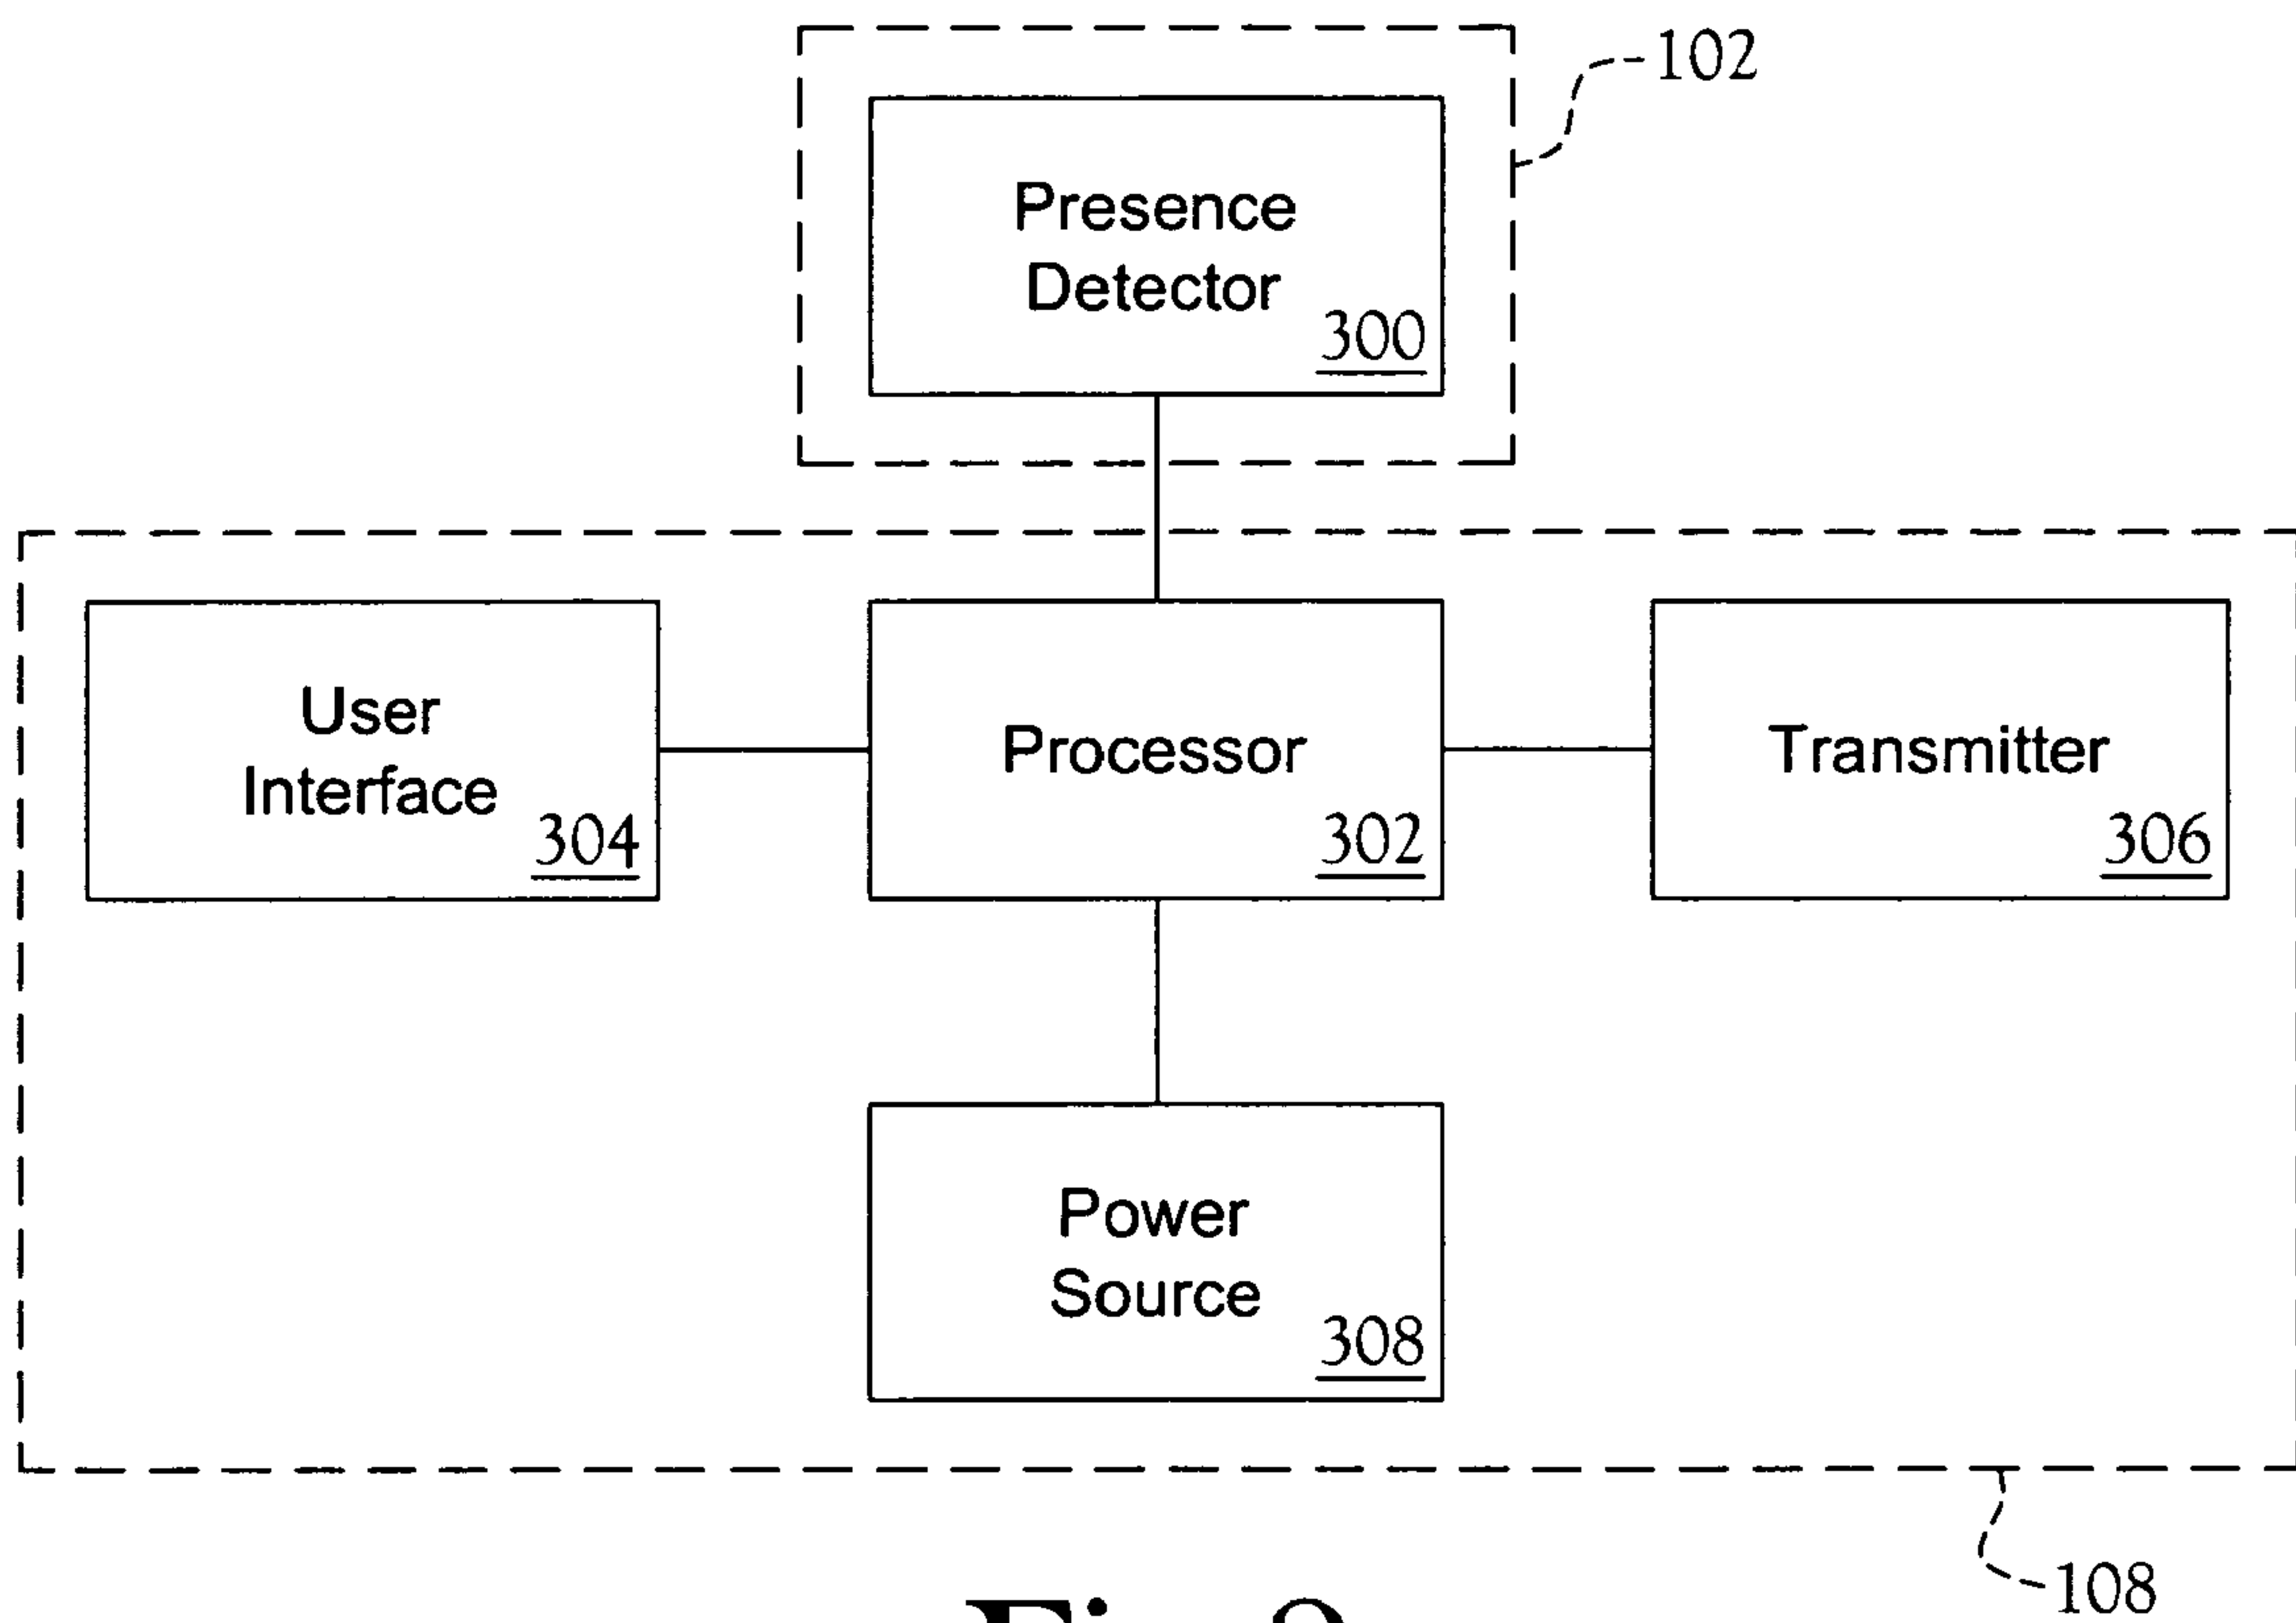 102
Presence
Detector
300
User
Interface
304
Processor
302
Transmitter
306
Power
Source
308
108